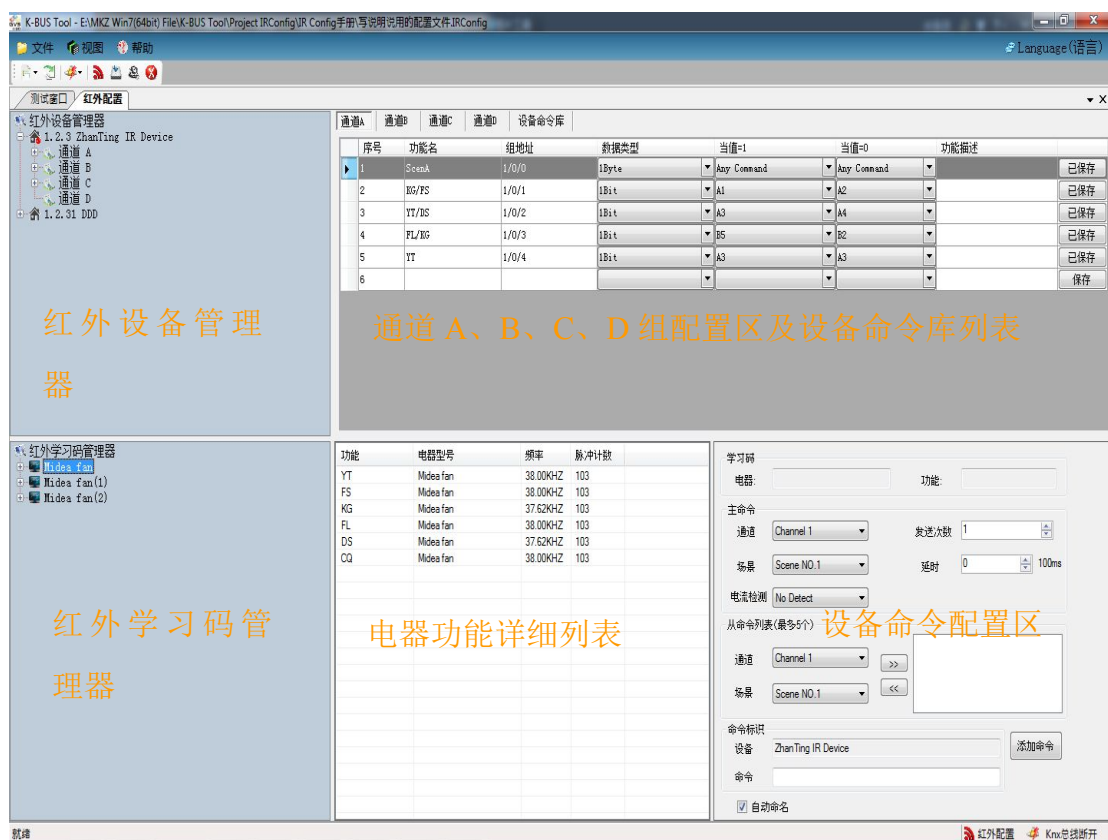 K-BUS Tool - E:\MKZ Win7(64bit) File\K-BUS Tool\Project IRConfig\IR Config手册\写说明说用的配置文件.IRConfig
文件 视图 帮助 Language(语言)
测试窗口 红外配置
红外设备管理器
1.2.3 ZhanTing IR Device
通道 A
通道 B
通道 C
通道 D
1.2.31 DDD
红外设备管理器
通道A 通道B 通道C 通道D 设备命令库
序号 功能名 组地址 数据类型 当值=1 当值=0 功能描述
1 ScenA 1/0/0 1Byte Any Command Any Command 已保存
2 KG/FS 1/0/1 1Bit A1 A2 已保存
3 YT/DS 1/0/2 1Bit A3 A4 已保存
4 FL/KG 1/0/3 1Bit B5 B2 已保存
5 YT 1/0/4 1Bit A3 A3 已保存
6 保存
通道 A、B、C、D 组配置区及设备命令库列表
红外学习码管理器
Midea fan
Midea fan(1)
Midea fan(2)
红外学习码管理器
功能 电器型号 频率 脉冲计数
YT Midea fan 38.00KHZ 103
FS Midea fan 38.00KHZ 103
KG Midea fan 37.62KHZ 103
FL Midea fan 38.00KHZ 103
DS Midea fan 37.62KHZ 103
CQ Midea fan 38.00KHZ 103
电器功能详细列表
学习码
电器: 功能:
主命令
通道 Channel 1 发送次数 1
场景 Scene NO.1 延时 0 100ms
电流检测 No Detect
从命令列表(最多5个)
设备命令配置区
通道 Channel 1 >>
场景 Scene NO.1 <<
命令标识
设备 ZhanTing IR Device 添加命令
命令
自动命名
就绪 红外配置 Knx总线断开